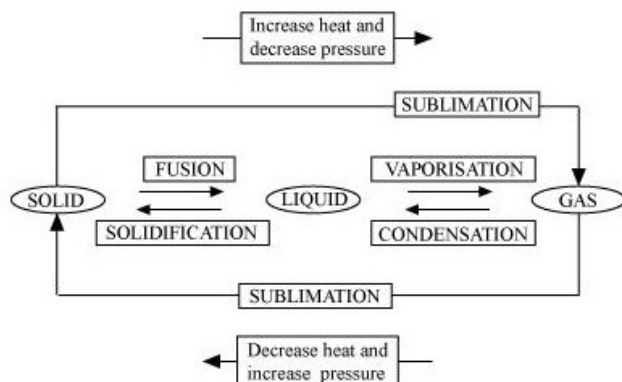 Increase heat and
decrease pressure
SUBLIMATION
FUSION
VAPORISATION
SOLID
LIQUID
GAS
SOLIDIFICATION
CONDENSATION
SUBLIMATION
Decrease heat and
increase pressure